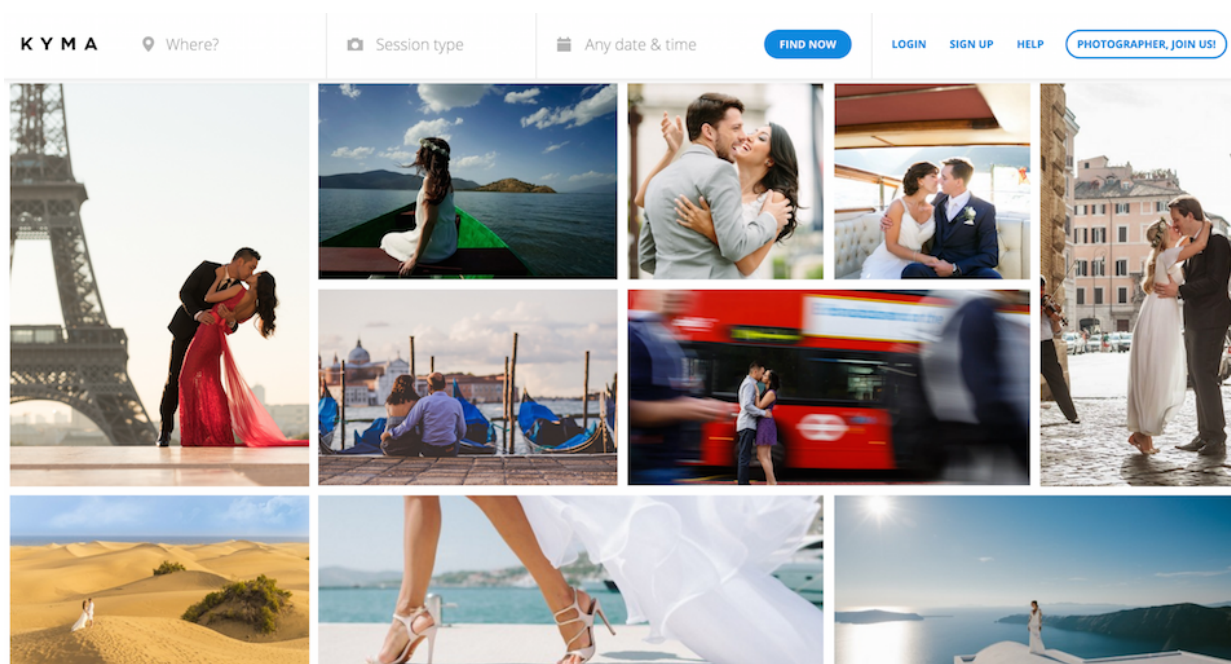 KYMA
Where?
Session type
Any date & time
FIND NOW
LOGIN
SIGN UP
HELP
PHOTOGRAPHER, JOIN US!